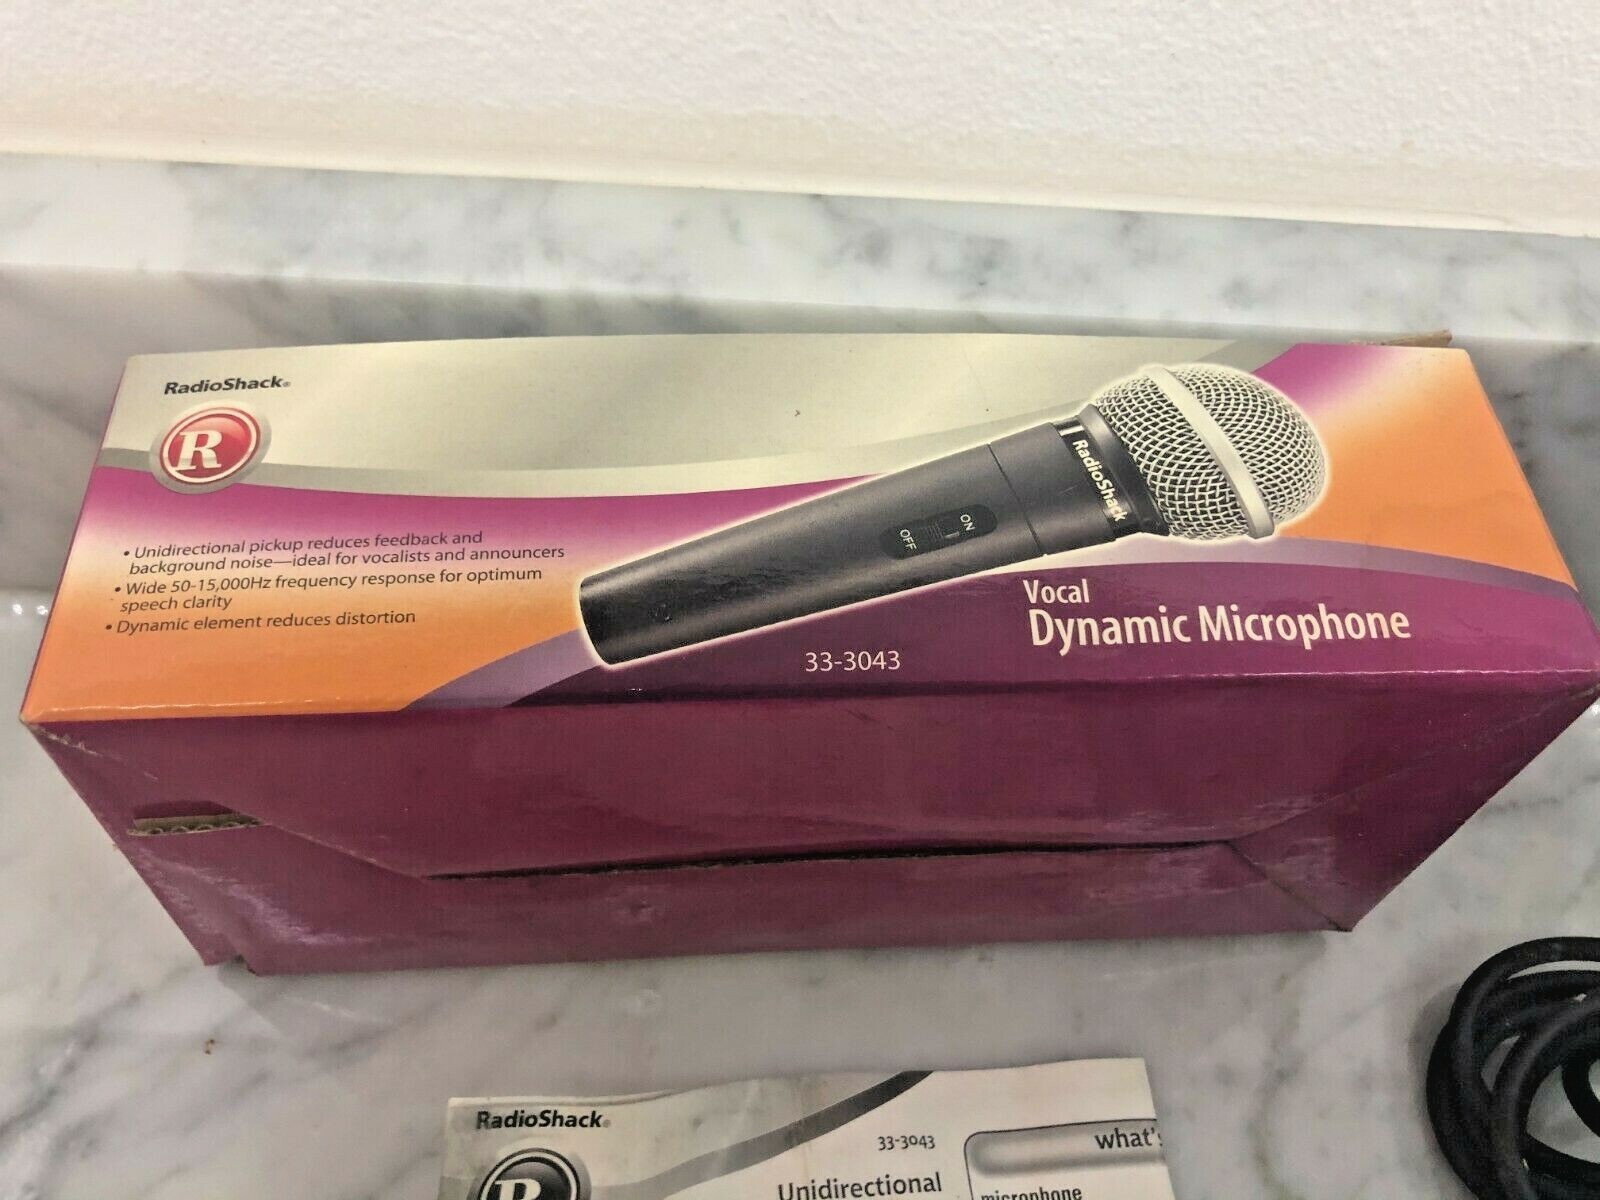 RadioShack®
R
• Unidirectional pickup reduces feedback and
background noise—ideal for vocalists and announcers
• Wide 50-15,000Hz frequency response for optimum
speech clarity
• Dynamic element reduces distortion
RadioShack
ON
OFF
Vocal
Dynamic Microphone
33-3043
RadioShack®
R
33-3043
Unidirectional
what's
microphone